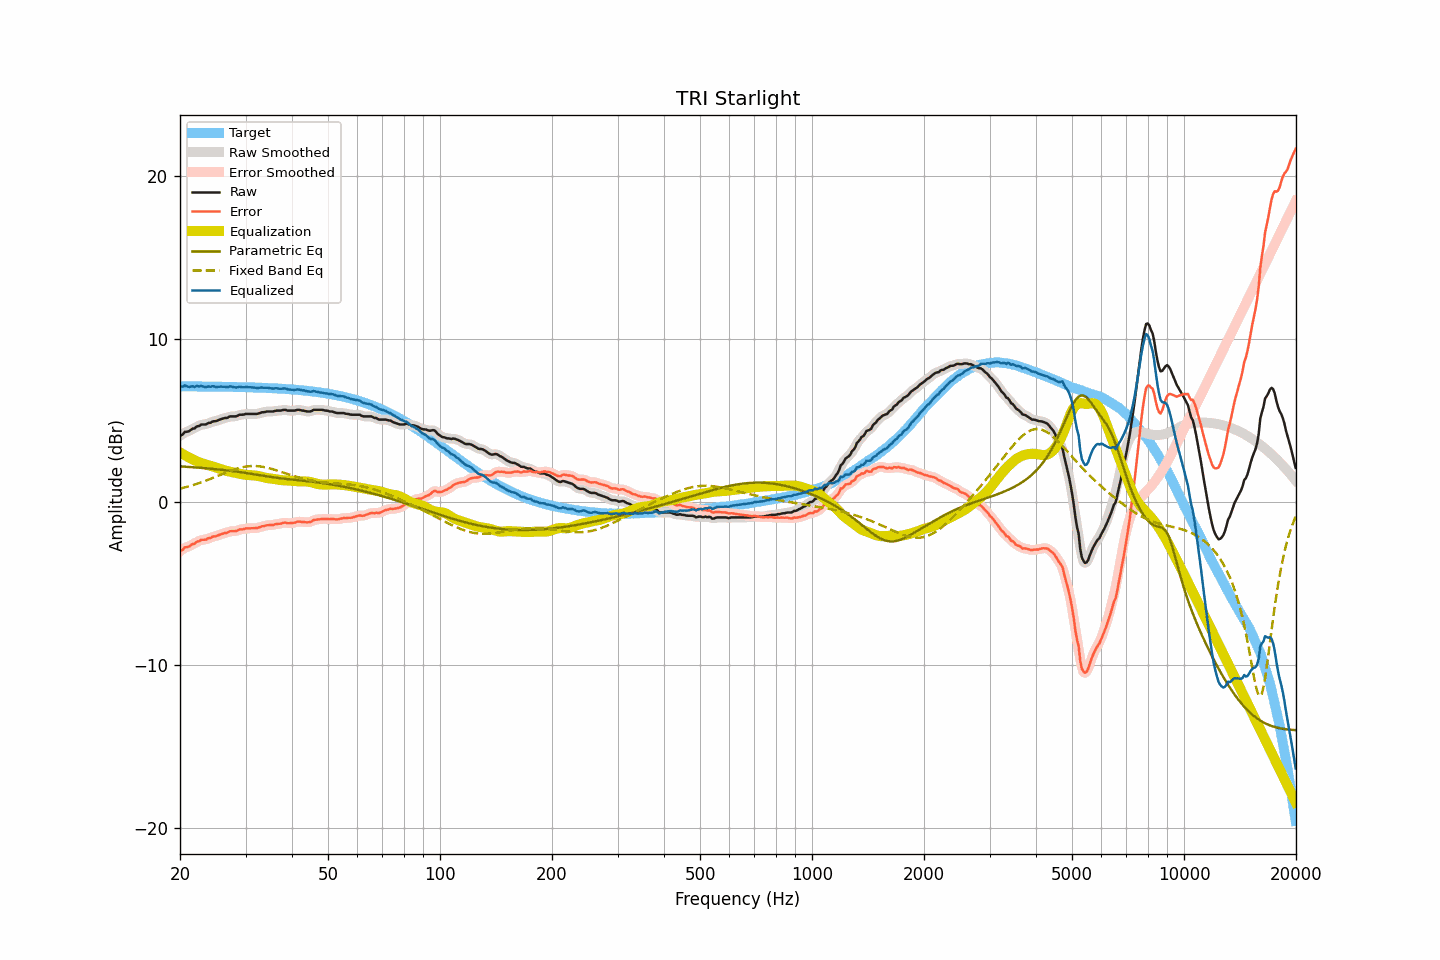 TRI Starlight
Target
Raw Smoothed
Error Smoothed
Raw
Error
Equalization
Parametric Eq
Fixed Band Eq
Equalized
Amplitude (dBr)
20
10
0
−10
−20
20 50 100 200 500 1000 2000 5000 10000 20000
Frequency (Hz)